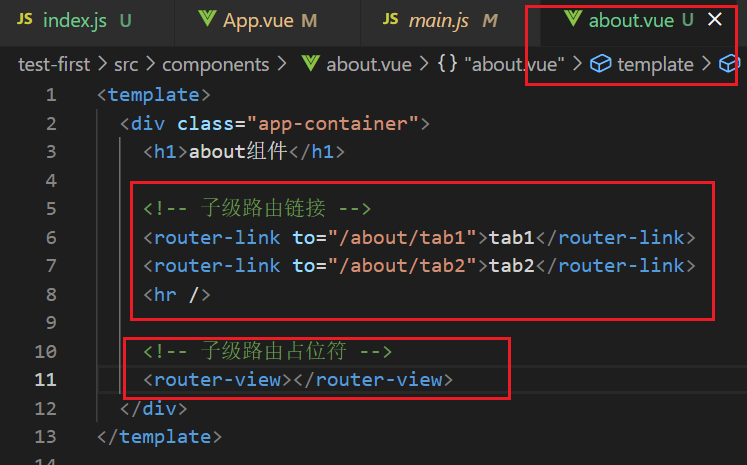 JS index.js U App.vue M JS main.js M about.vue U ×
test-first > src > components > about.vue > {} "about.vue" > template >
1 <template>
2 <div class="app-container">
3 <h1>about组件</h1>
4
5 <!-- 子级路由链接 -->
6 <router-link to="/about/tab1">tab1</router-link>
7 <router-link to="/about/tab2">tab2</router-link>
8 <hr />
9
10 <!-- 子级路由占位符 -->
11 <router-view></router-view>
12 </div>
13 </template>
14